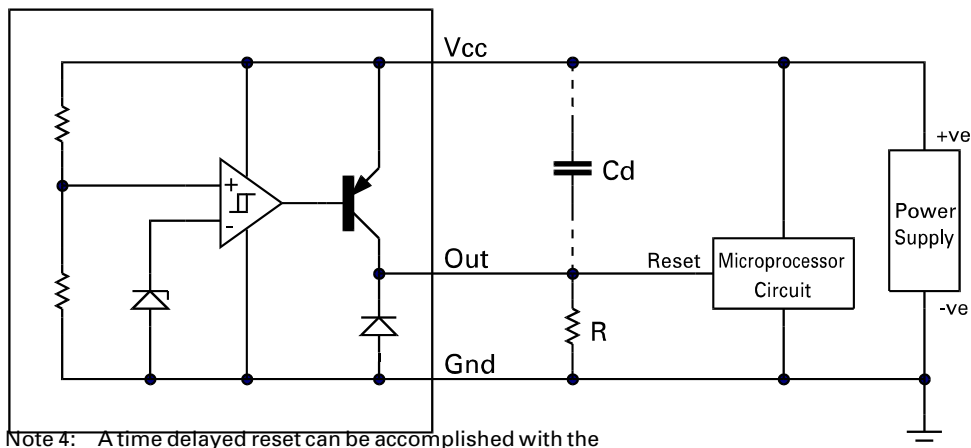 Vcc
+ve
Cd
+
-
Power
Supply
Out
Reset
Microprocessor
Circuit
-ve
R
Gnd
Note 4: A time delayed reset can be accomplished with the